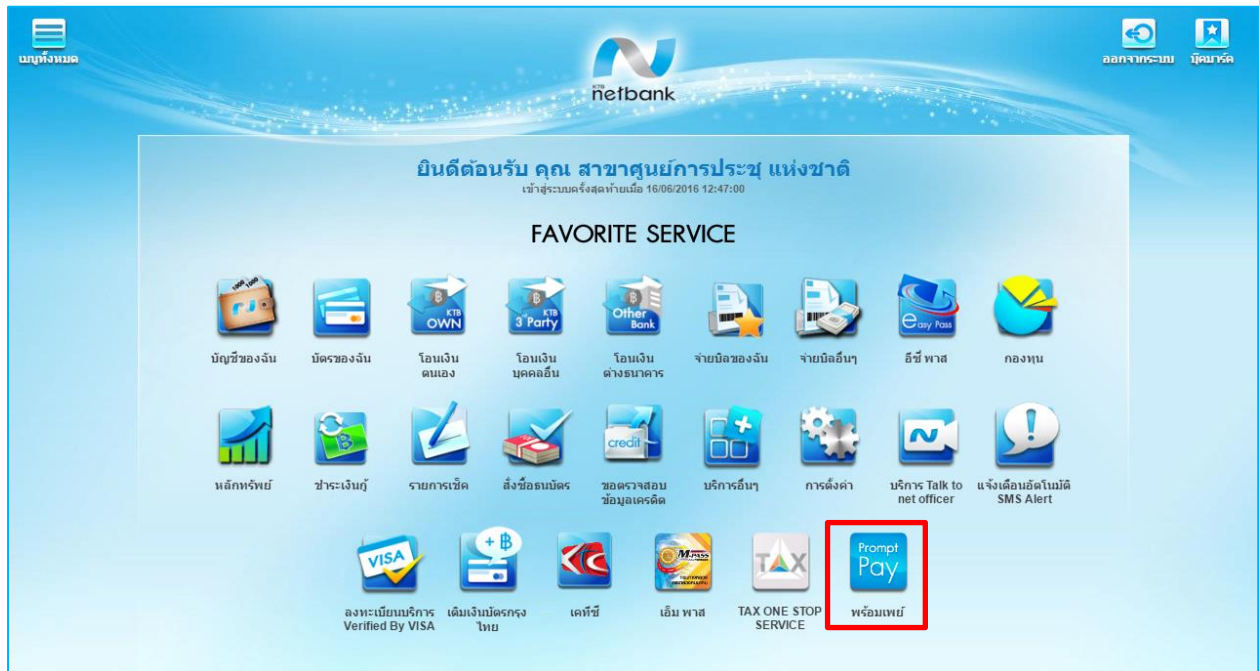 เมนูทั้งหมด
ออกจากระบบ
บุ๊คมาร์ค
KTB
netbank
ยินดีต้อนรับ คุณ สาขาศูนย์การประชุ แห่งชาติ
เข้าสู่ระบบครั้งสุดท้ายเมื่อ 16/06/2016 12:47:00
FAVORITE SERVICE
1000 1000
KTB
OWN
KTB
3rd Party
Other
Bank
easy Pass
บัญชีของฉัน
บัตรของฉัน
โอนเงิน
ตนเอง
โอนเงิน
บุคคลอื่น
โอนเงิน
ต่างธนาคาร
จ่ายบิลของฉัน
จ่ายบิลอื่นๆ
อีซี่ พาส
กองทุน
credit
หลักทรัพย์
ชำระเงินกู้
รายการเช็ค
สั่งซื้อธนบัตร
ขอตรวจสอบ
ข้อมูลเครดิต
บริการอื่นๆ
การตั้งค่า
บริการ Talk to
net officer
แจ้งเตือนอัตโนมัติ
SMS Alert
VISA
+ ฿
M-PASS
TAX
Prompt
Pay
ลงทะเบียนบริการ
Verified By VISA
เติมเงินบัตรกรุง
ไทย
เคทีซี
เอ็ม พาส
TAX ONE STOP
SERVICE
พร้อมเพย์